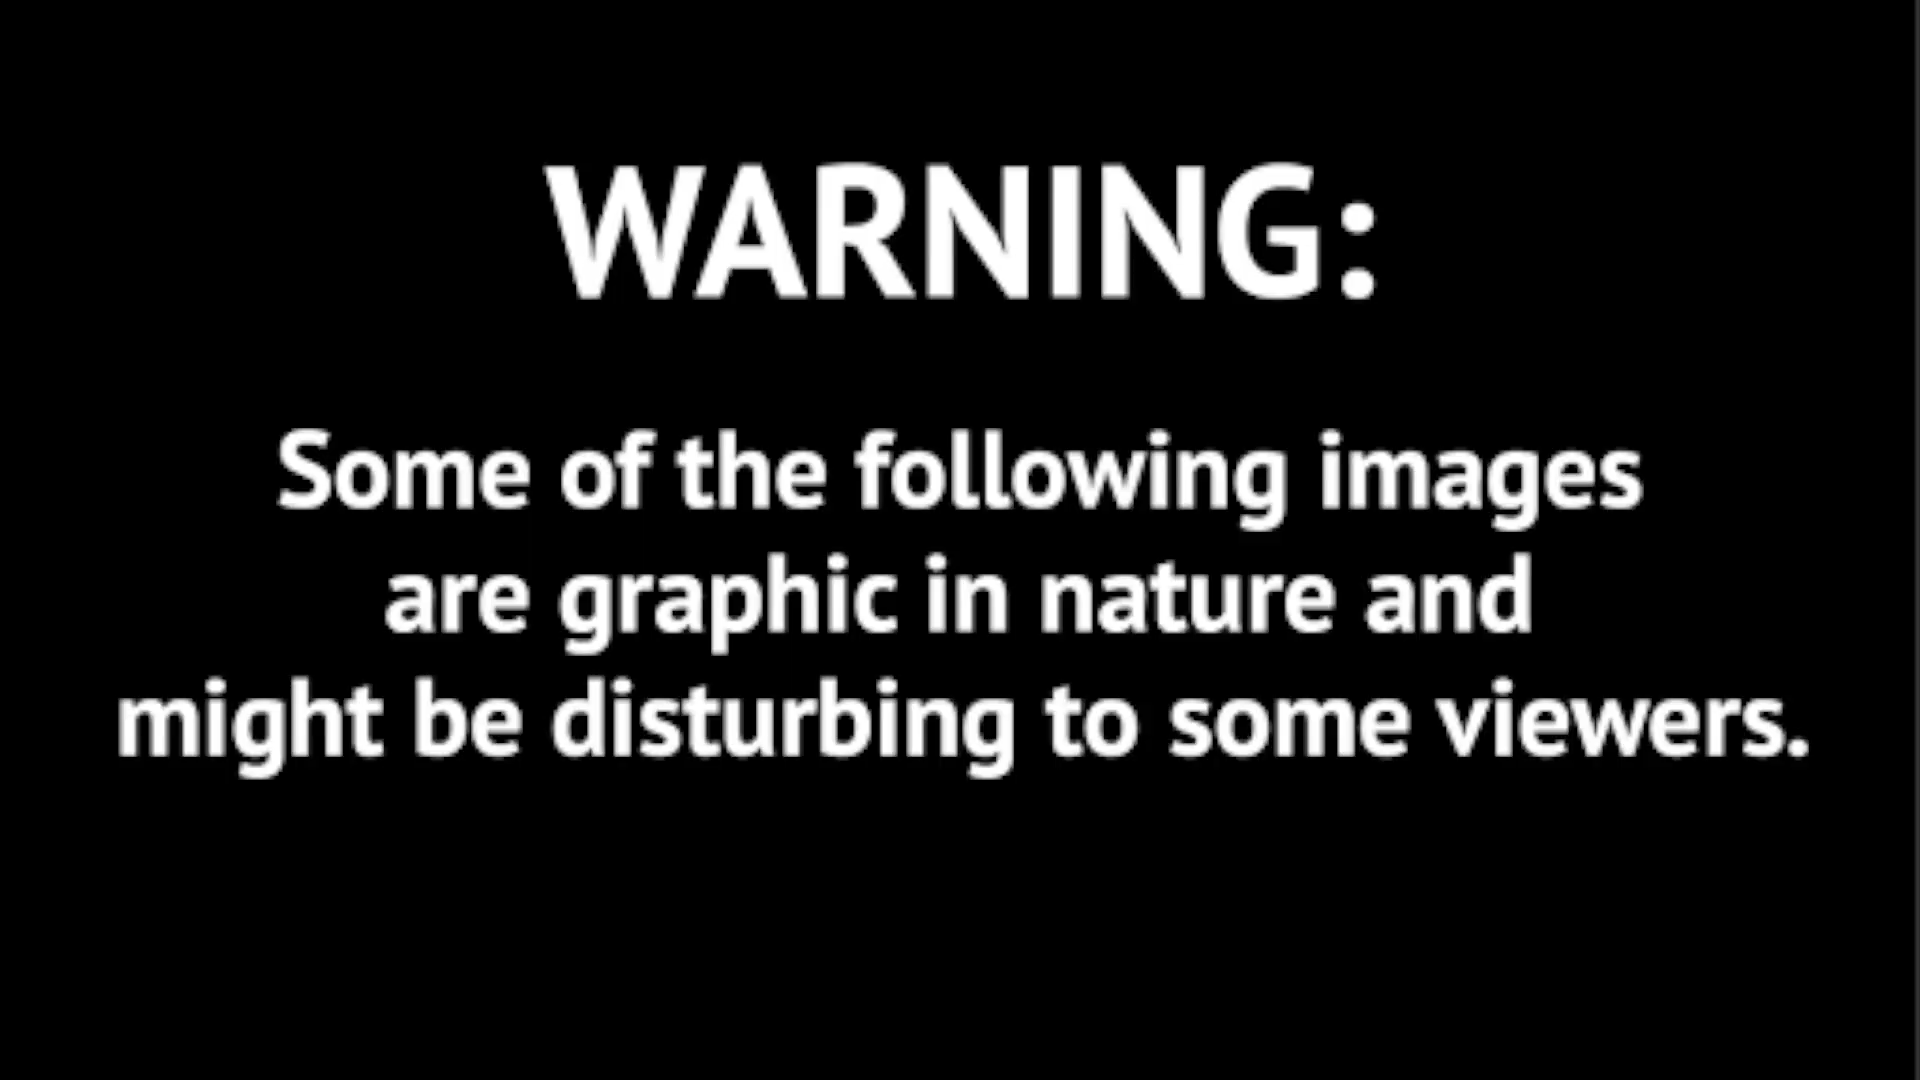 WARNING:
Some of the following images
are graphic in nature and
might be disturbing to some viewers.